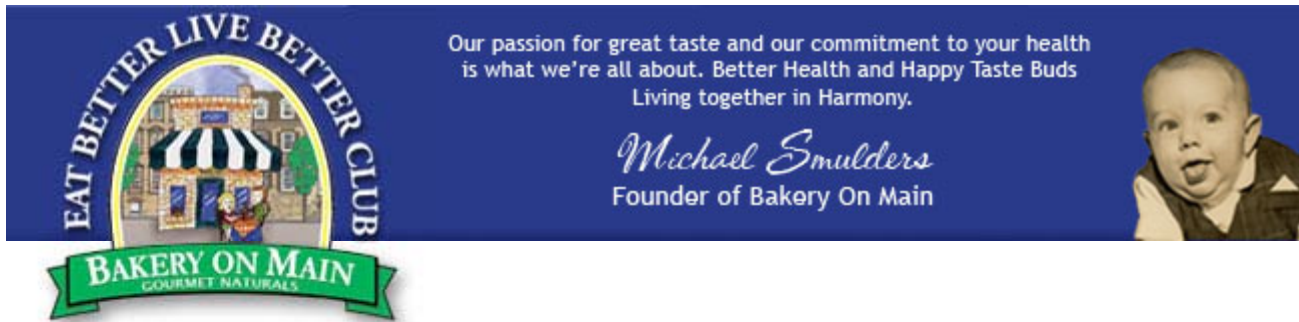 EAT BETTER LIVE BETTER CLUB
BAKERY ON MAIN
GOURMET NATURALS
Our passion for great taste and our commitment to your health
is what we're all about. Better Health and Happy Taste Buds
Living together in Harmony.
Michael Smulders
Founder of Bakery On Main